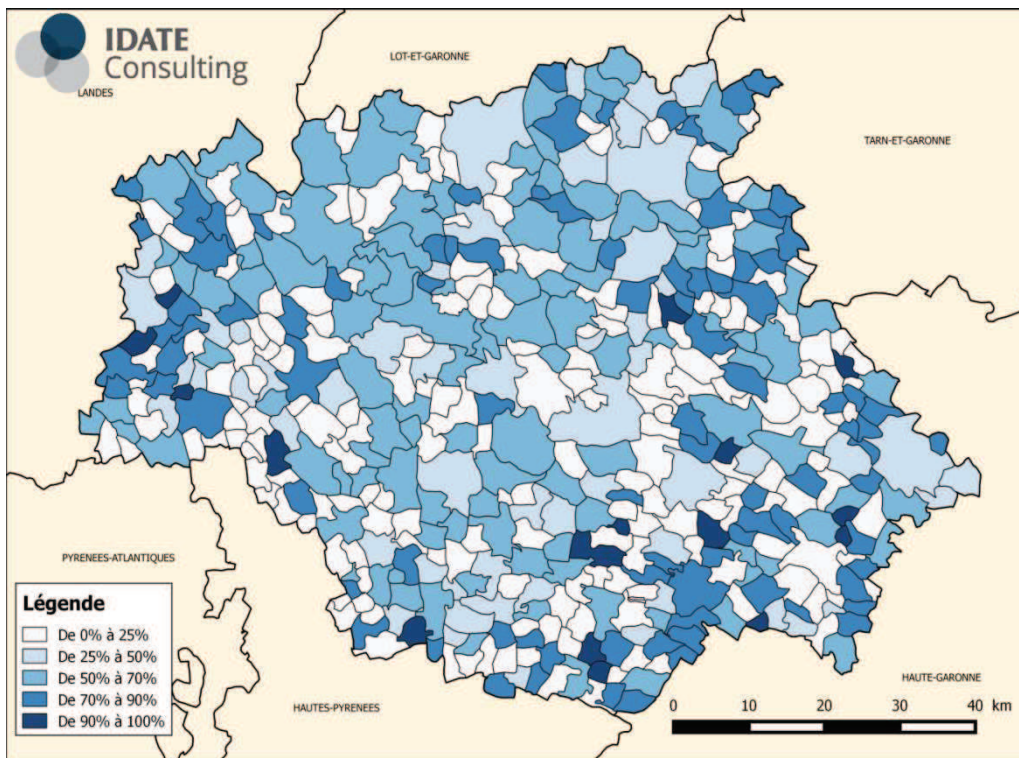 IDATE
Consulting
LANDES
LOT-ET-GARONNE
TARN-ET-GARONNE
PYRENEES-ATLANTIQUES
HAUTES-PYRENEES
HAUTE-GARONNE
Légende
De 0% à 25%
De 25% à 50%
De 50% à 70%
De 70% à 90%
De 90% à 100%
0 10 20 30 40 km